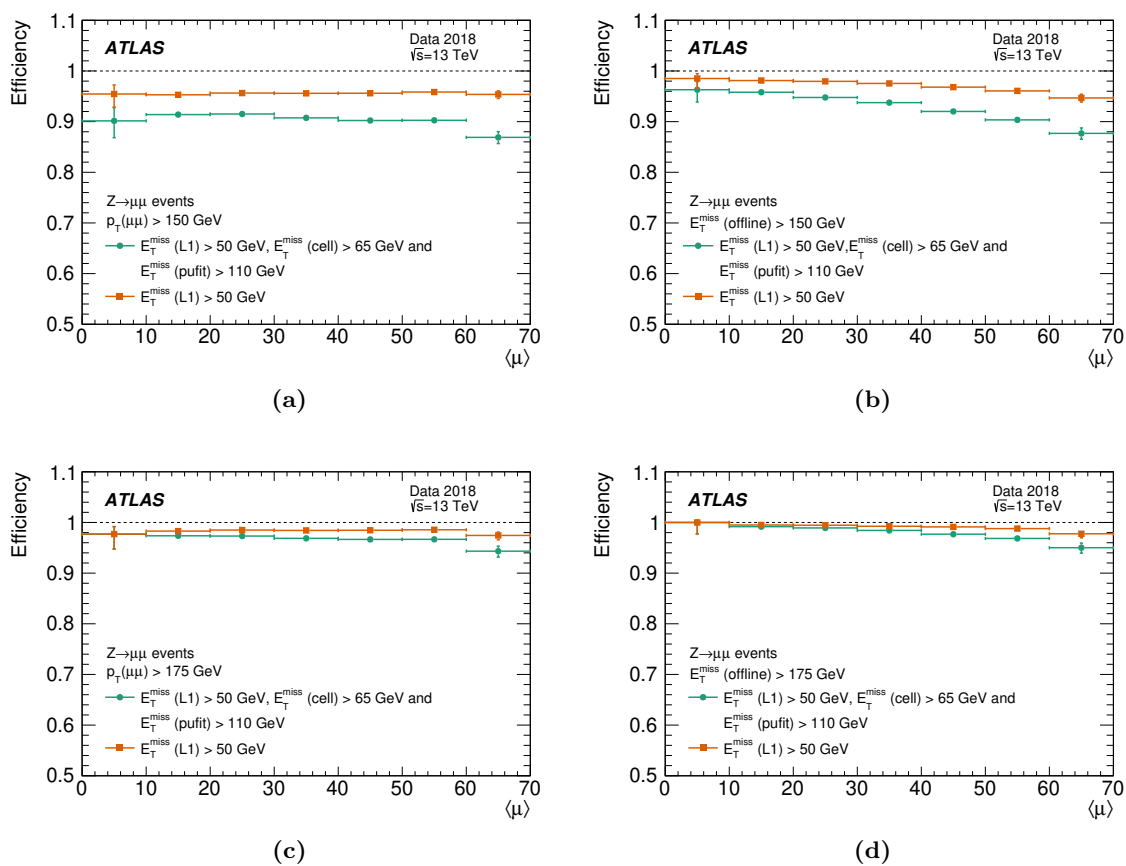 Efficiency
1.1
1
0.9
0.8
0.7
0.6
0.5
ATLAS
Data 2018
√s=13 TeV
Z→μμ events
p_T(μμ) > 150 GeV
E_T^miss (L1) > 50 GeV, E_T^miss (cell) > 65 GeV and
E_T^miss (pufit) > 110 GeV
E_T^miss (L1) > 50 GeV
0 10 20 30 40 50 60 70
⟨μ⟩
(a)
Efficiency
1.1
1
0.9
0.8
0.7
0.6
0.5
ATLAS
Data 2018
√s=13 TeV
Z→μμ events
E_T^miss (offline) > 150 GeV
E_T^miss (L1) > 50 GeV,E_T^miss (cell) > 65 GeV and
E_T^miss (pufit) > 110 GeV
E_T^miss (L1) > 50 GeV
0 10 20 30 40 50 60 70
⟨μ⟩
(b)
Efficiency
1.1
1
0.9
0.8
0.7
0.6
0.5
ATLAS
Data 2018
√s=13 TeV
Z→μμ events
p_T(μμ) > 175 GeV
E_T^miss (L1) > 50 GeV, E_T^miss (cell) > 65 GeV and
E_T^miss (pufit) > 110 GeV
E_T^miss (L1) > 50 GeV
0 10 20 30 40 50 60 70
⟨μ⟩
(c)
Efficiency
1.1
1
0.9
0.8
0.7
0.6
0.5
ATLAS
Data 2018
√s=13 TeV
Z→μμ events
E_T^miss (offline) > 175 GeV
E_T^miss (L1) > 50 GeV, E_T^miss (cell) > 65 GeV and
E_T^miss (pufit) > 110 GeV
E_T^miss (L1) > 50 GeV
0 10 20 30 40 50 60 70
⟨μ⟩
(d)